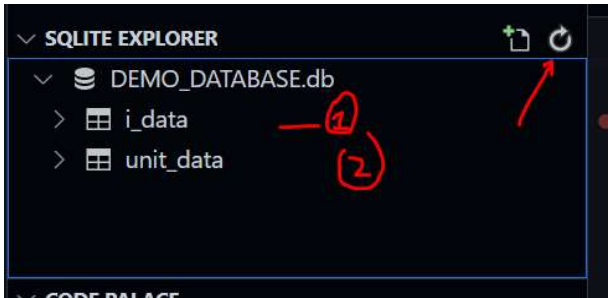 SQLITE EXPLORER
DEMO_DATABASE.db
i_data 1
unit_data 2